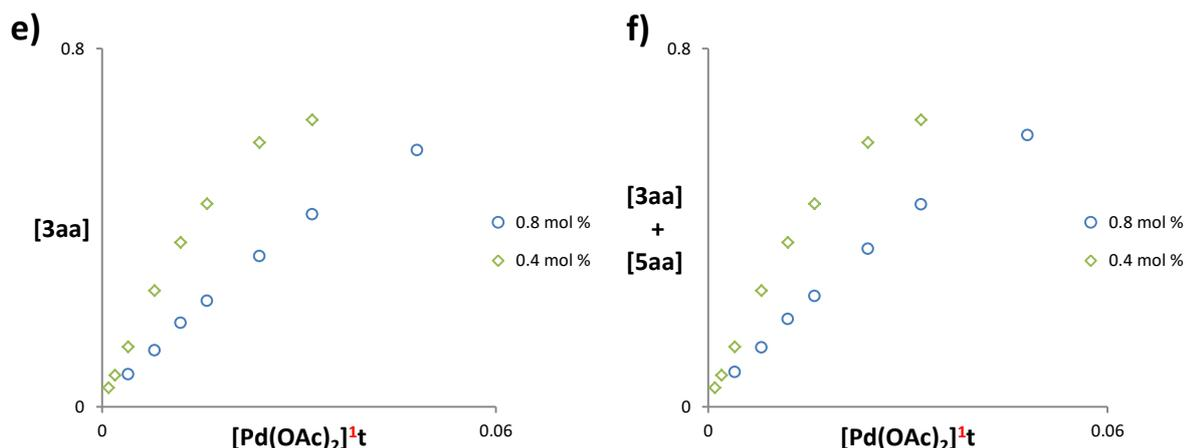 e)
0.8
[3aa]
0
0
[Pd(OAc)₂]¹t
0.06
0.8 mol %
0.4 mol %
f)
0.8
[3aa]
+
[5aa]
0
0
[Pd(OAc)₂]¹t
0.06
0.8 mol %
0.4 mol %